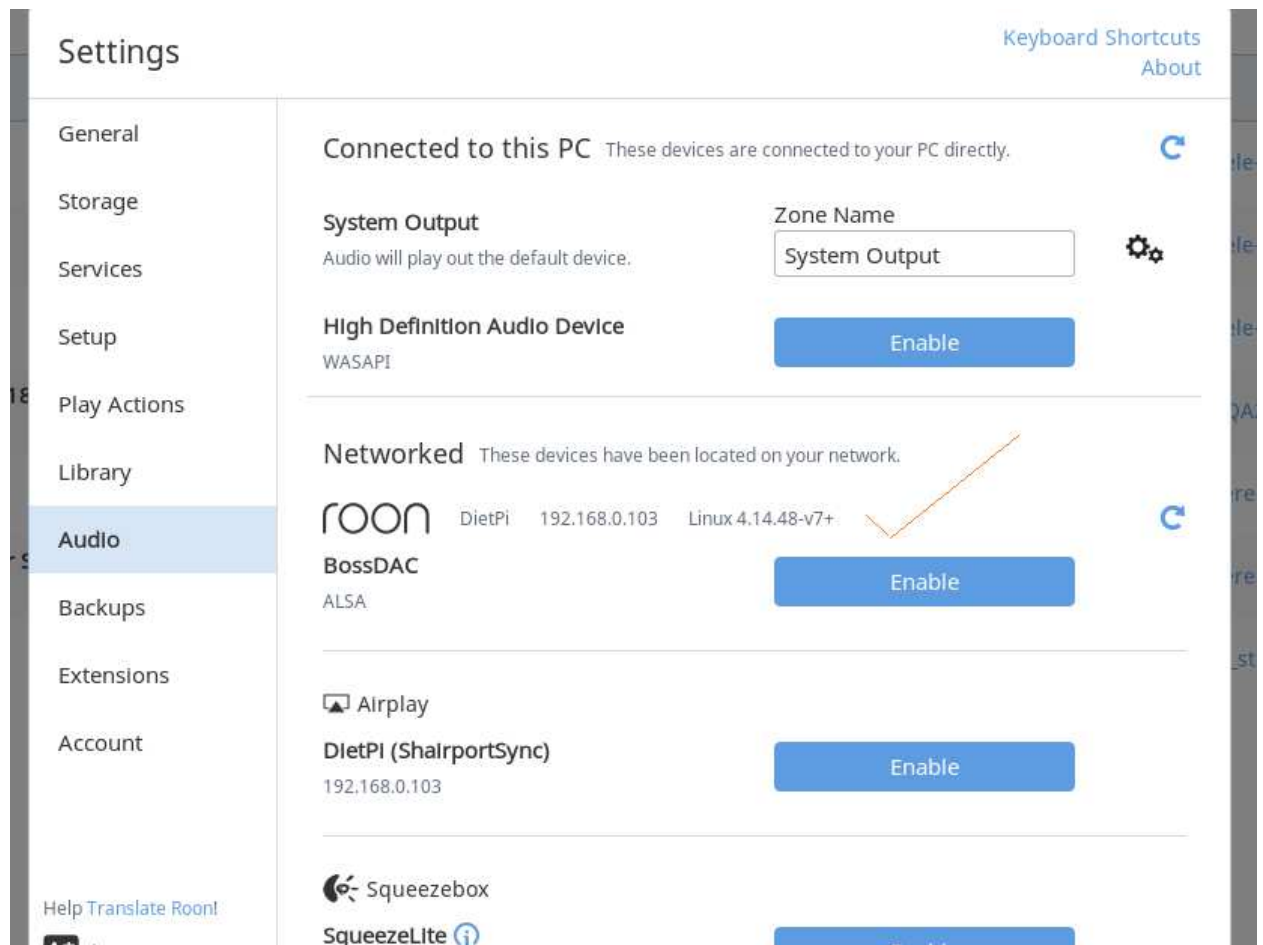 Settings
Keyboard Shortcuts
About
General
Storage
Services
Setup
Play Actions
Library
Audio
Backups
Extensions
Account
Help Translate Roon!
Connected to this PC These devices are connected to your PC directly.
System Output
Audio will play out the default device.
Zone Name
System Output
High Definition Audio Device
WASAPI
Enable
Networked These devices have been located on your network.
roon DietPi 192.168.0.103 Linux 4.14.48-v7+
BossDAC
ALSA
Enable
Airplay
DietPi (ShairportSync)
192.168.0.103
Enable
Squeezebox
SqueezeLite